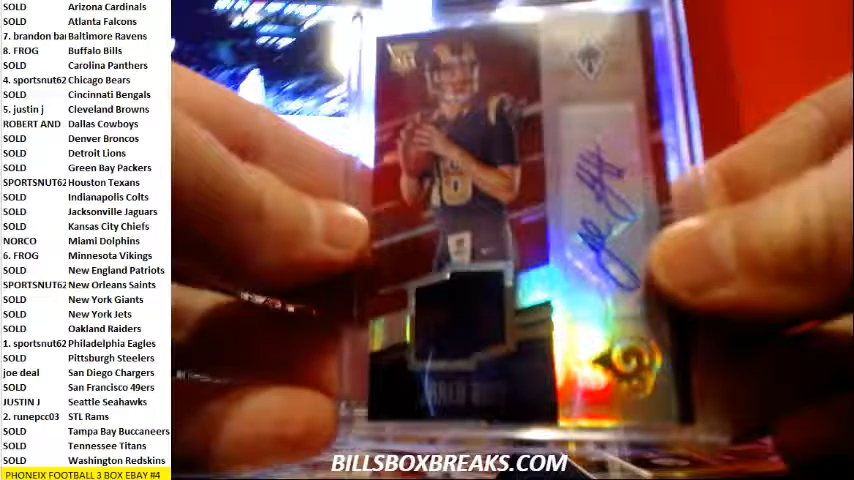 SOLD Arizona Cardinals
SOLD Atlanta Falcons
7. brandon bar Baltimore Ravens
8. FROG Buffalo Bills
SOLD Carolina Panthers
4. sportsnut62 Chicago Bears
SOLD Cincinnati Bengals
5. justin j Cleveland Browns
ROBERT AND Dallas Cowboys
SOLD Denver Broncos
SOLD Detroit Lions
SOLD Green Bay Packers
SPORTSNUT62 Houston Texans
SOLD Indianapolis Colts
SOLD Jacksonville Jaguars
SOLD Kansas City Chiefs
NORCO Miami Dolphins
6. FROG Minnesota Vikings
SOLD New England Patriots
SPORTSNUT62 New Orleans Saints
SOLD New York Giants
SOLD New York Jets
SOLD Oakland Raiders
1. sportsnut62 Philadelphia Eagles
SOLD Pittsburgh Steelers
joe deal San Diego Chargers
SOLD San Francisco 49ers
JUSTIN J Seattle Seahawks
2. runepcc03 STL Rams
SOLD Tampa Bay Buccaneers
SOLD Tennessee Titans
SOLD Washington Redskins
PHONEIX FOOTBALL 3 BOX EBAY #4
16
BILLSBOXBREAKS.COM